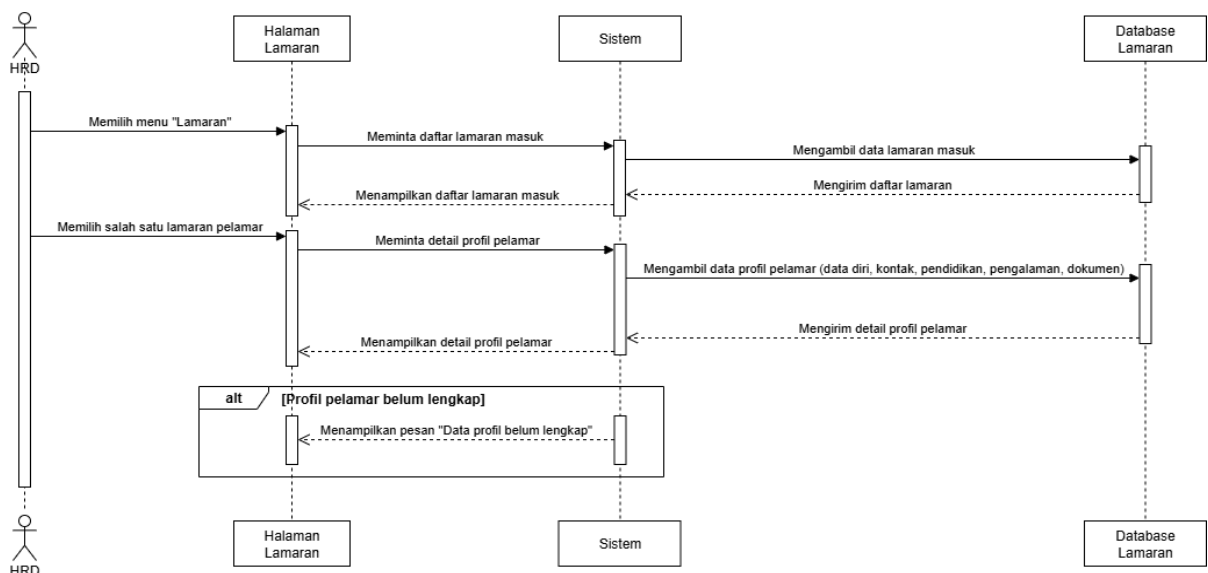 HRD
Halaman
Lamaran
Sistem
Database
Lamaran
Memilih menu "Lamaran"
Meminta daftar lamaran masuk
Mengambil data lamaran masuk
Mengirim daftar lamaran
Menampilkan daftar lamaran masuk
Memilih salah satu lamaran pelamar
Meminta detail profil pelamar
Mengambil data profil pelamar (data diri, kontak, pendidikan, pengalaman, dokumen)
Mengirim detail profil pelamar
Menampilkan detail profil pelamar
alt [Profil pelamar belum lengkap]
Menampilkan pesan "Data profil belum lengkap"
HRD
Halaman
Lamaran
Sistem
Database
Lamaran